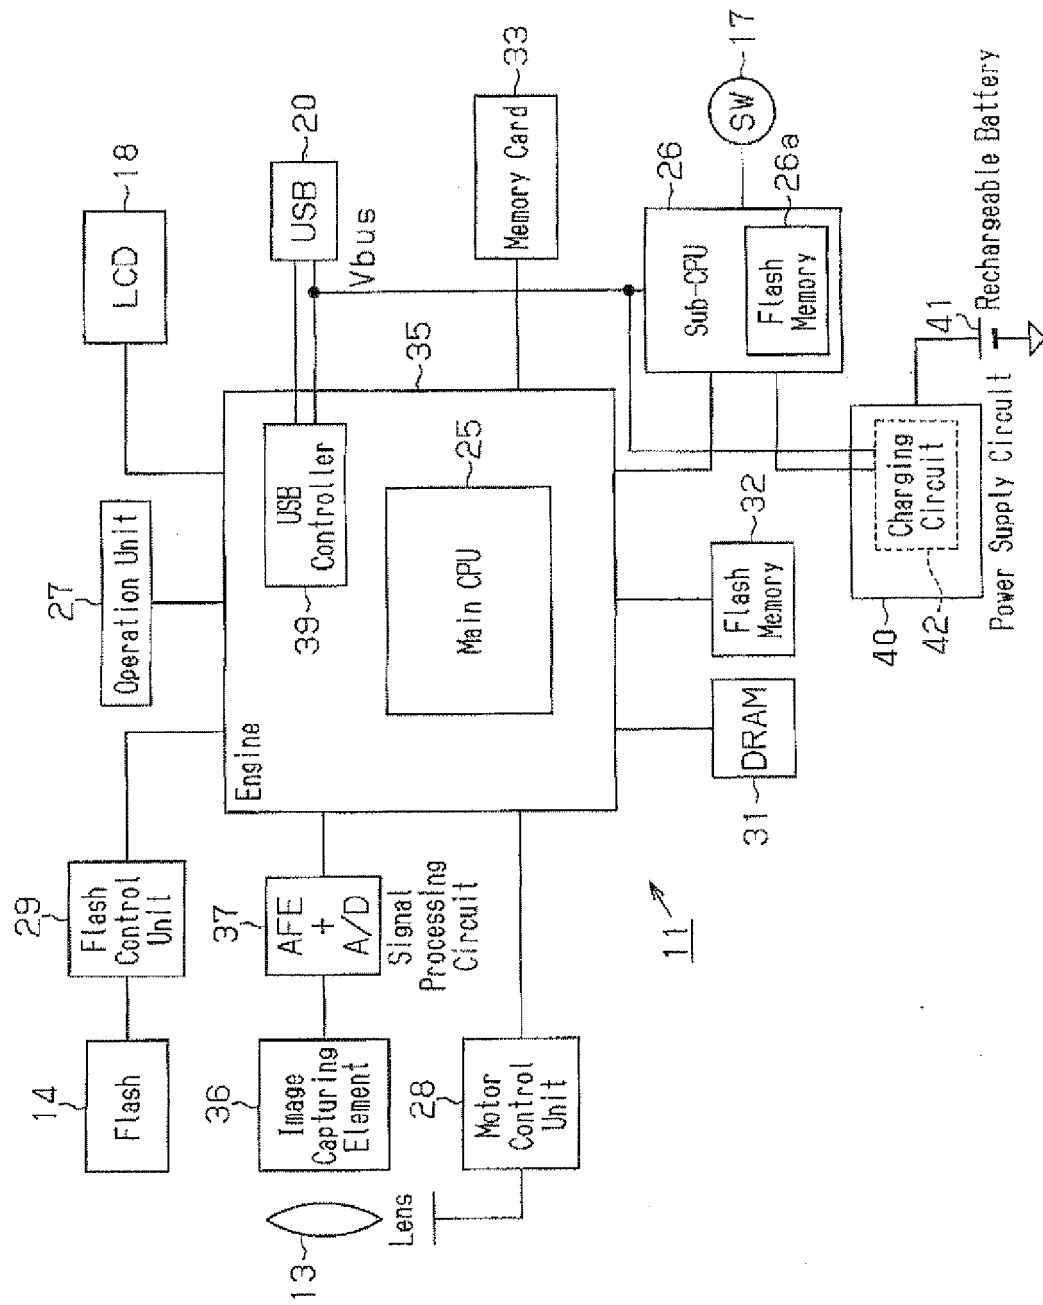 14
Flash
29
Flash
Control
Unit
27
Operation Unit
18
LCD
13
Lens
36
Image
Capturing
Element
37
AFE
+
A/D
Signal
Processing
Circuit
28
Motor
Control
Unit
Engine
35
39
USB
Controller
25
Main CPU
20
USB
Vbus
33
Memory Card
11
31
DRAM
32
Flash
Memory
26
Sub-CPU
26a
Flash
Memory
17
SW
40
42
Charging
Circuit
Power Supply Circuit
41
Rechargeable Battery